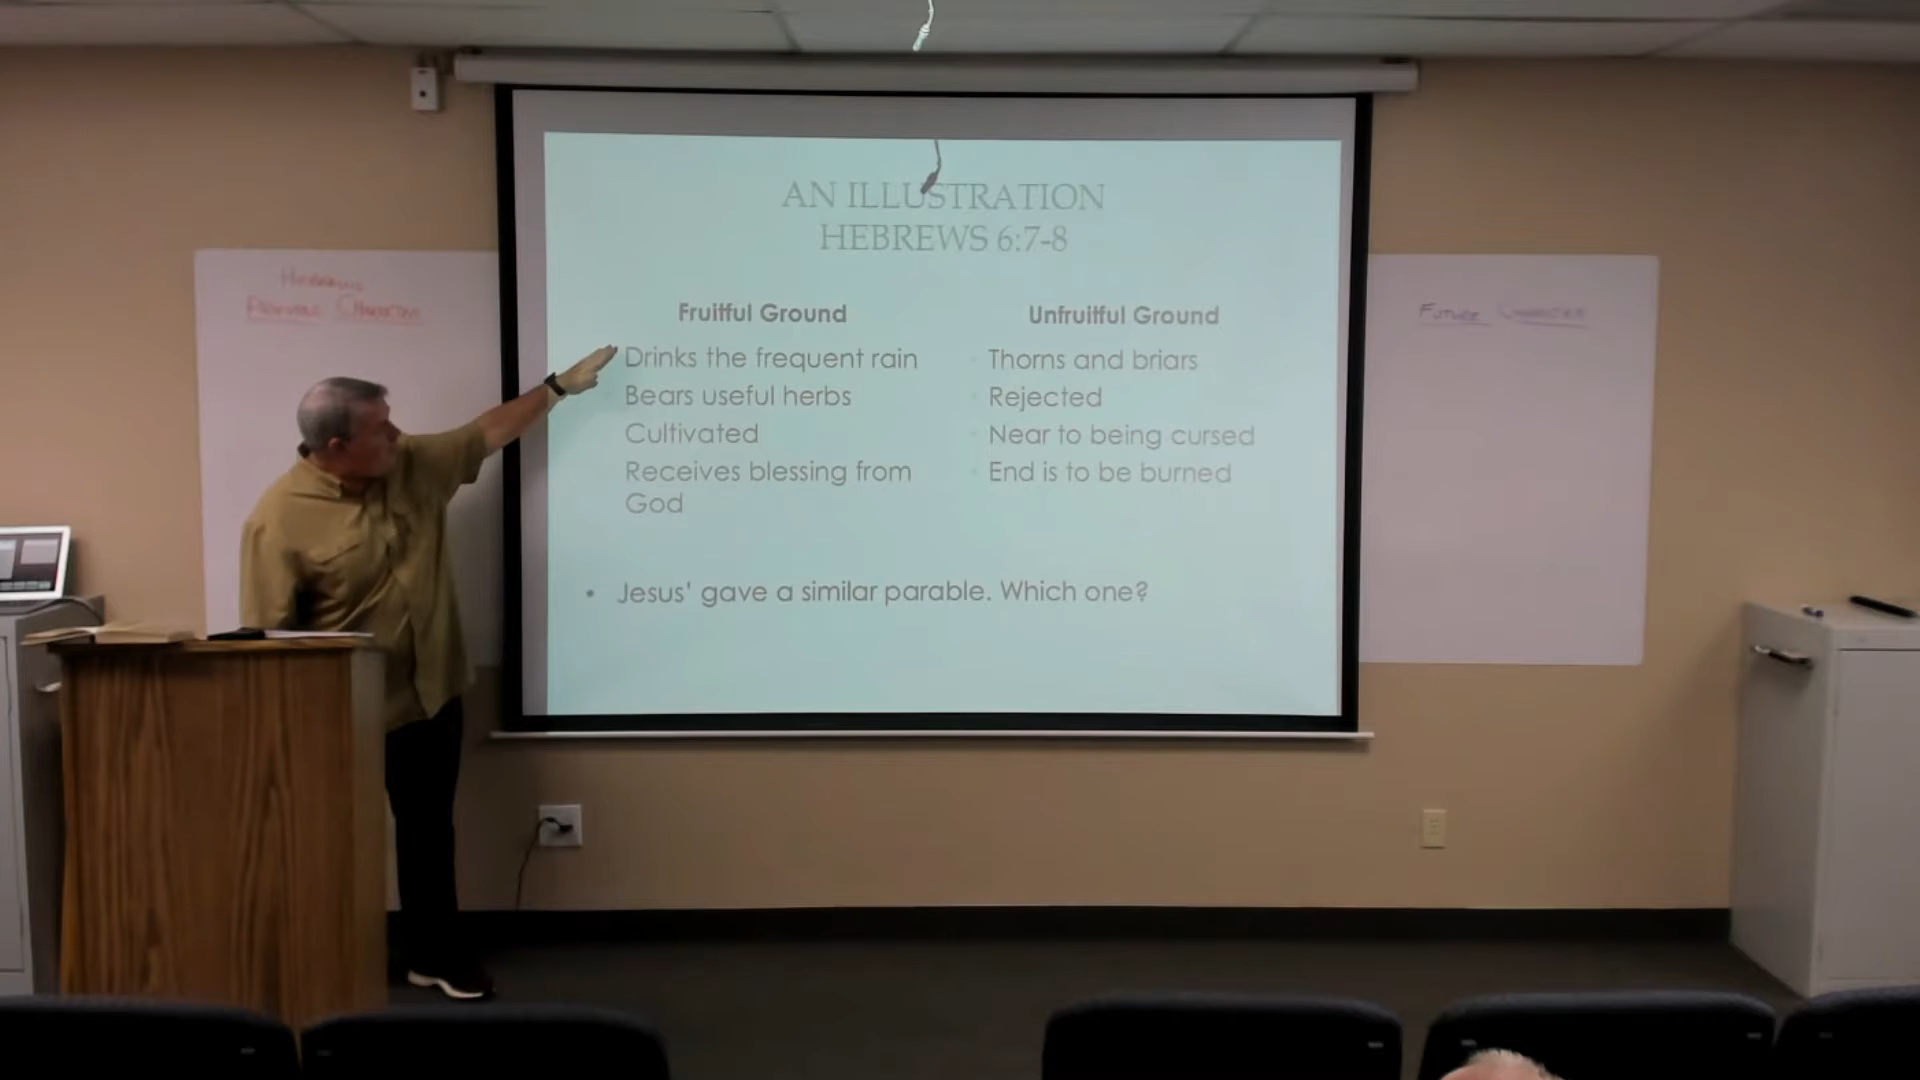 AN ILLUSTRATION
HEBREWS 6:7-8
Fruitful Ground
Drinks the frequent rain
Bears useful herbs
Cultivated
Receives blessing from
God
Unfruitful Ground
Thorns and briars
Rejected
Near to being cursed
End is to be burned
• Jesus' gave a similar parable. Which one?
Future